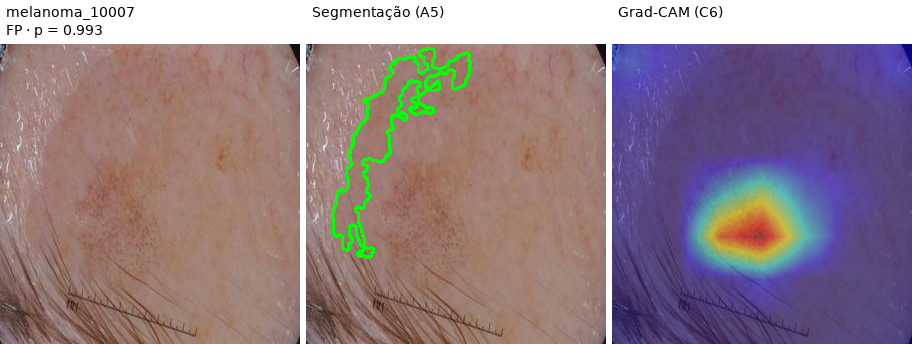 melanoma_10007
FP · p = 0.993
Segmentação (A5)
Grad-CAM (C6)